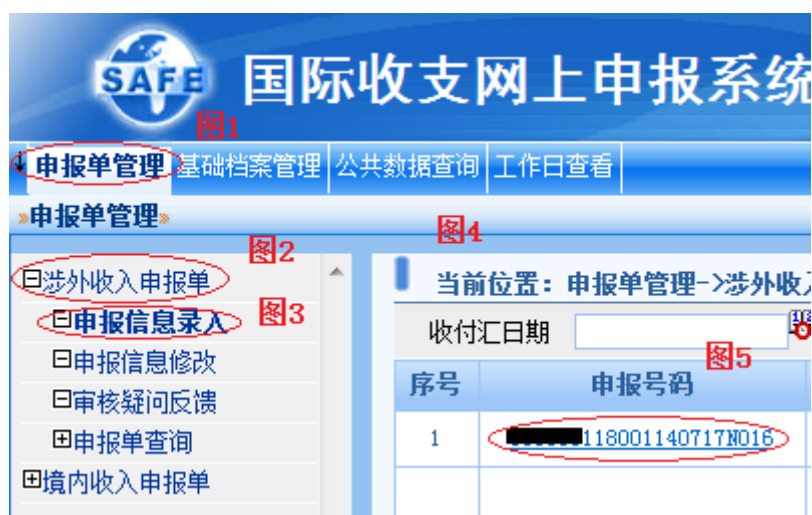 SAFE 国际收支网上申报系统
图1
申报单管理 基础档案管理 公共数据查询 工作日查看
»申报单管理»
图2
图4
涉外收入申报单
当前位置：申报单管理->涉外收
申报信息录入
图3
收付汇日期
申报信息修改
图5
序号 申报号码
审核疑问反馈
1 118001140717N016
申报单查询
境内收入申报单